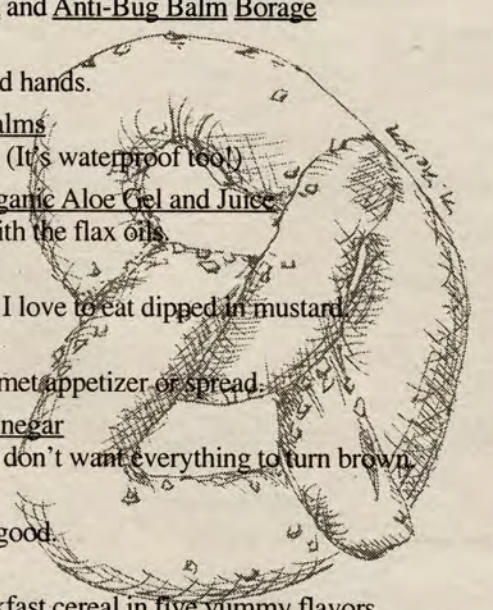 and Anti-Bug Balm Borage
d hands.
alms
(It's waterproof too!)
ganic Aloe Gel and Juice
ith the flax oils.
I love to eat dipped in mustard.
met appetizer or spread.
negar
don't want everything to turn brown.
good.
kfast cereal in five yummy flavors